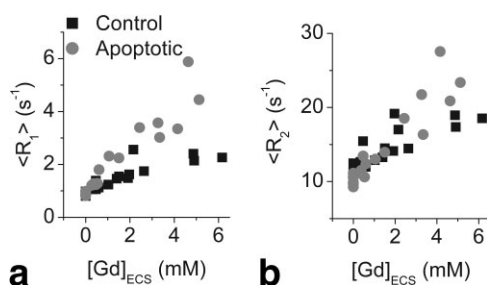 Control
Apoptotic
<R₁> (s⁻¹)
6
4
2
0
0 2 4 6
[Gd]ECS (mM)
a
<R₂> (s⁻¹)
30
20
10
0 2 4 6
[Gd]ECS (mM)
b